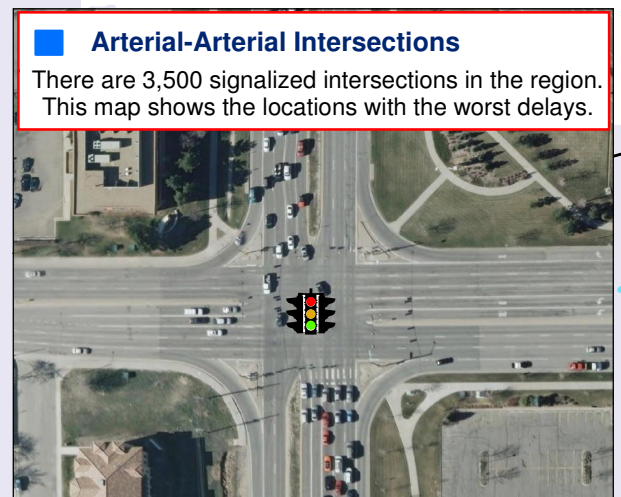 Arterial-Arterial Intersections
There are 3,500 signalized intersections in the region.
This map shows the locations with the worst delays.